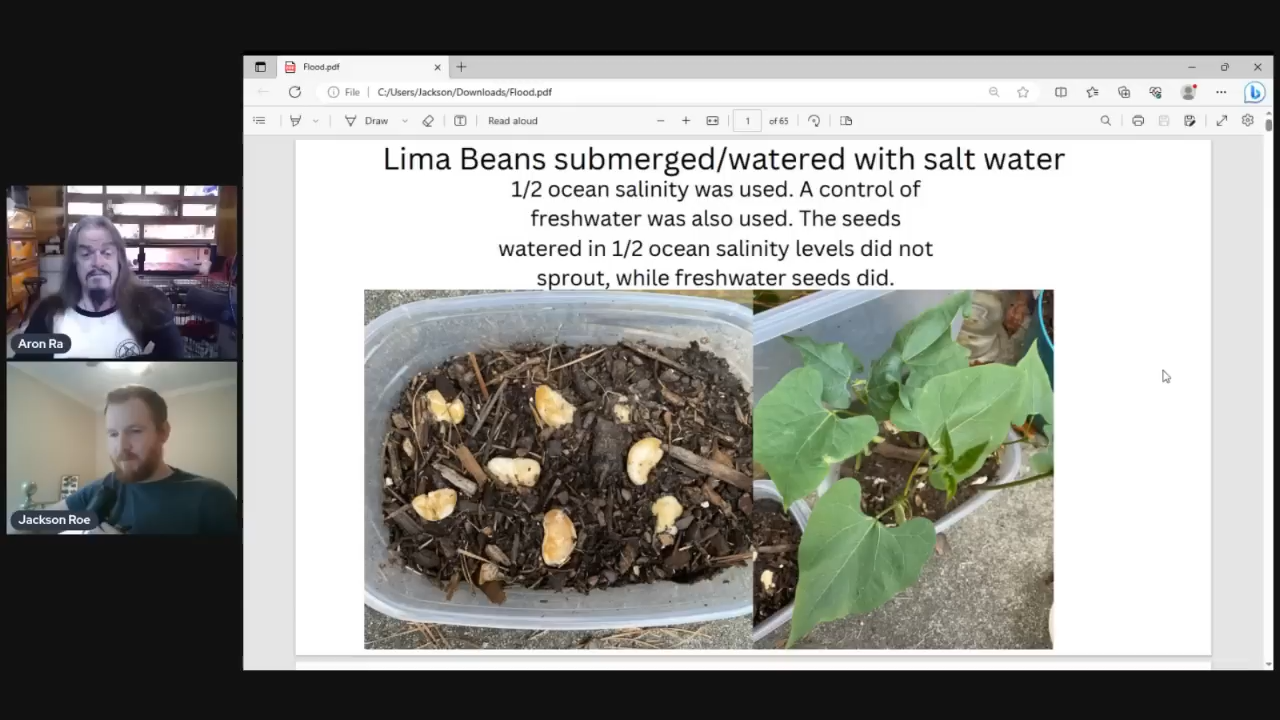 Flood.pdf
File
C:/Users/Jackson/Downloads/Flood.pdf
Draw
Read aloud
1
of 65
Lima Beans submerged/watered with salt water
1/2 ocean salinity was used. A control of
freshwater was also used. The seeds
watered in 1/2 ocean salinity levels did not
sprout, while freshwater seeds did.
Aron Ra
Jackson Roe